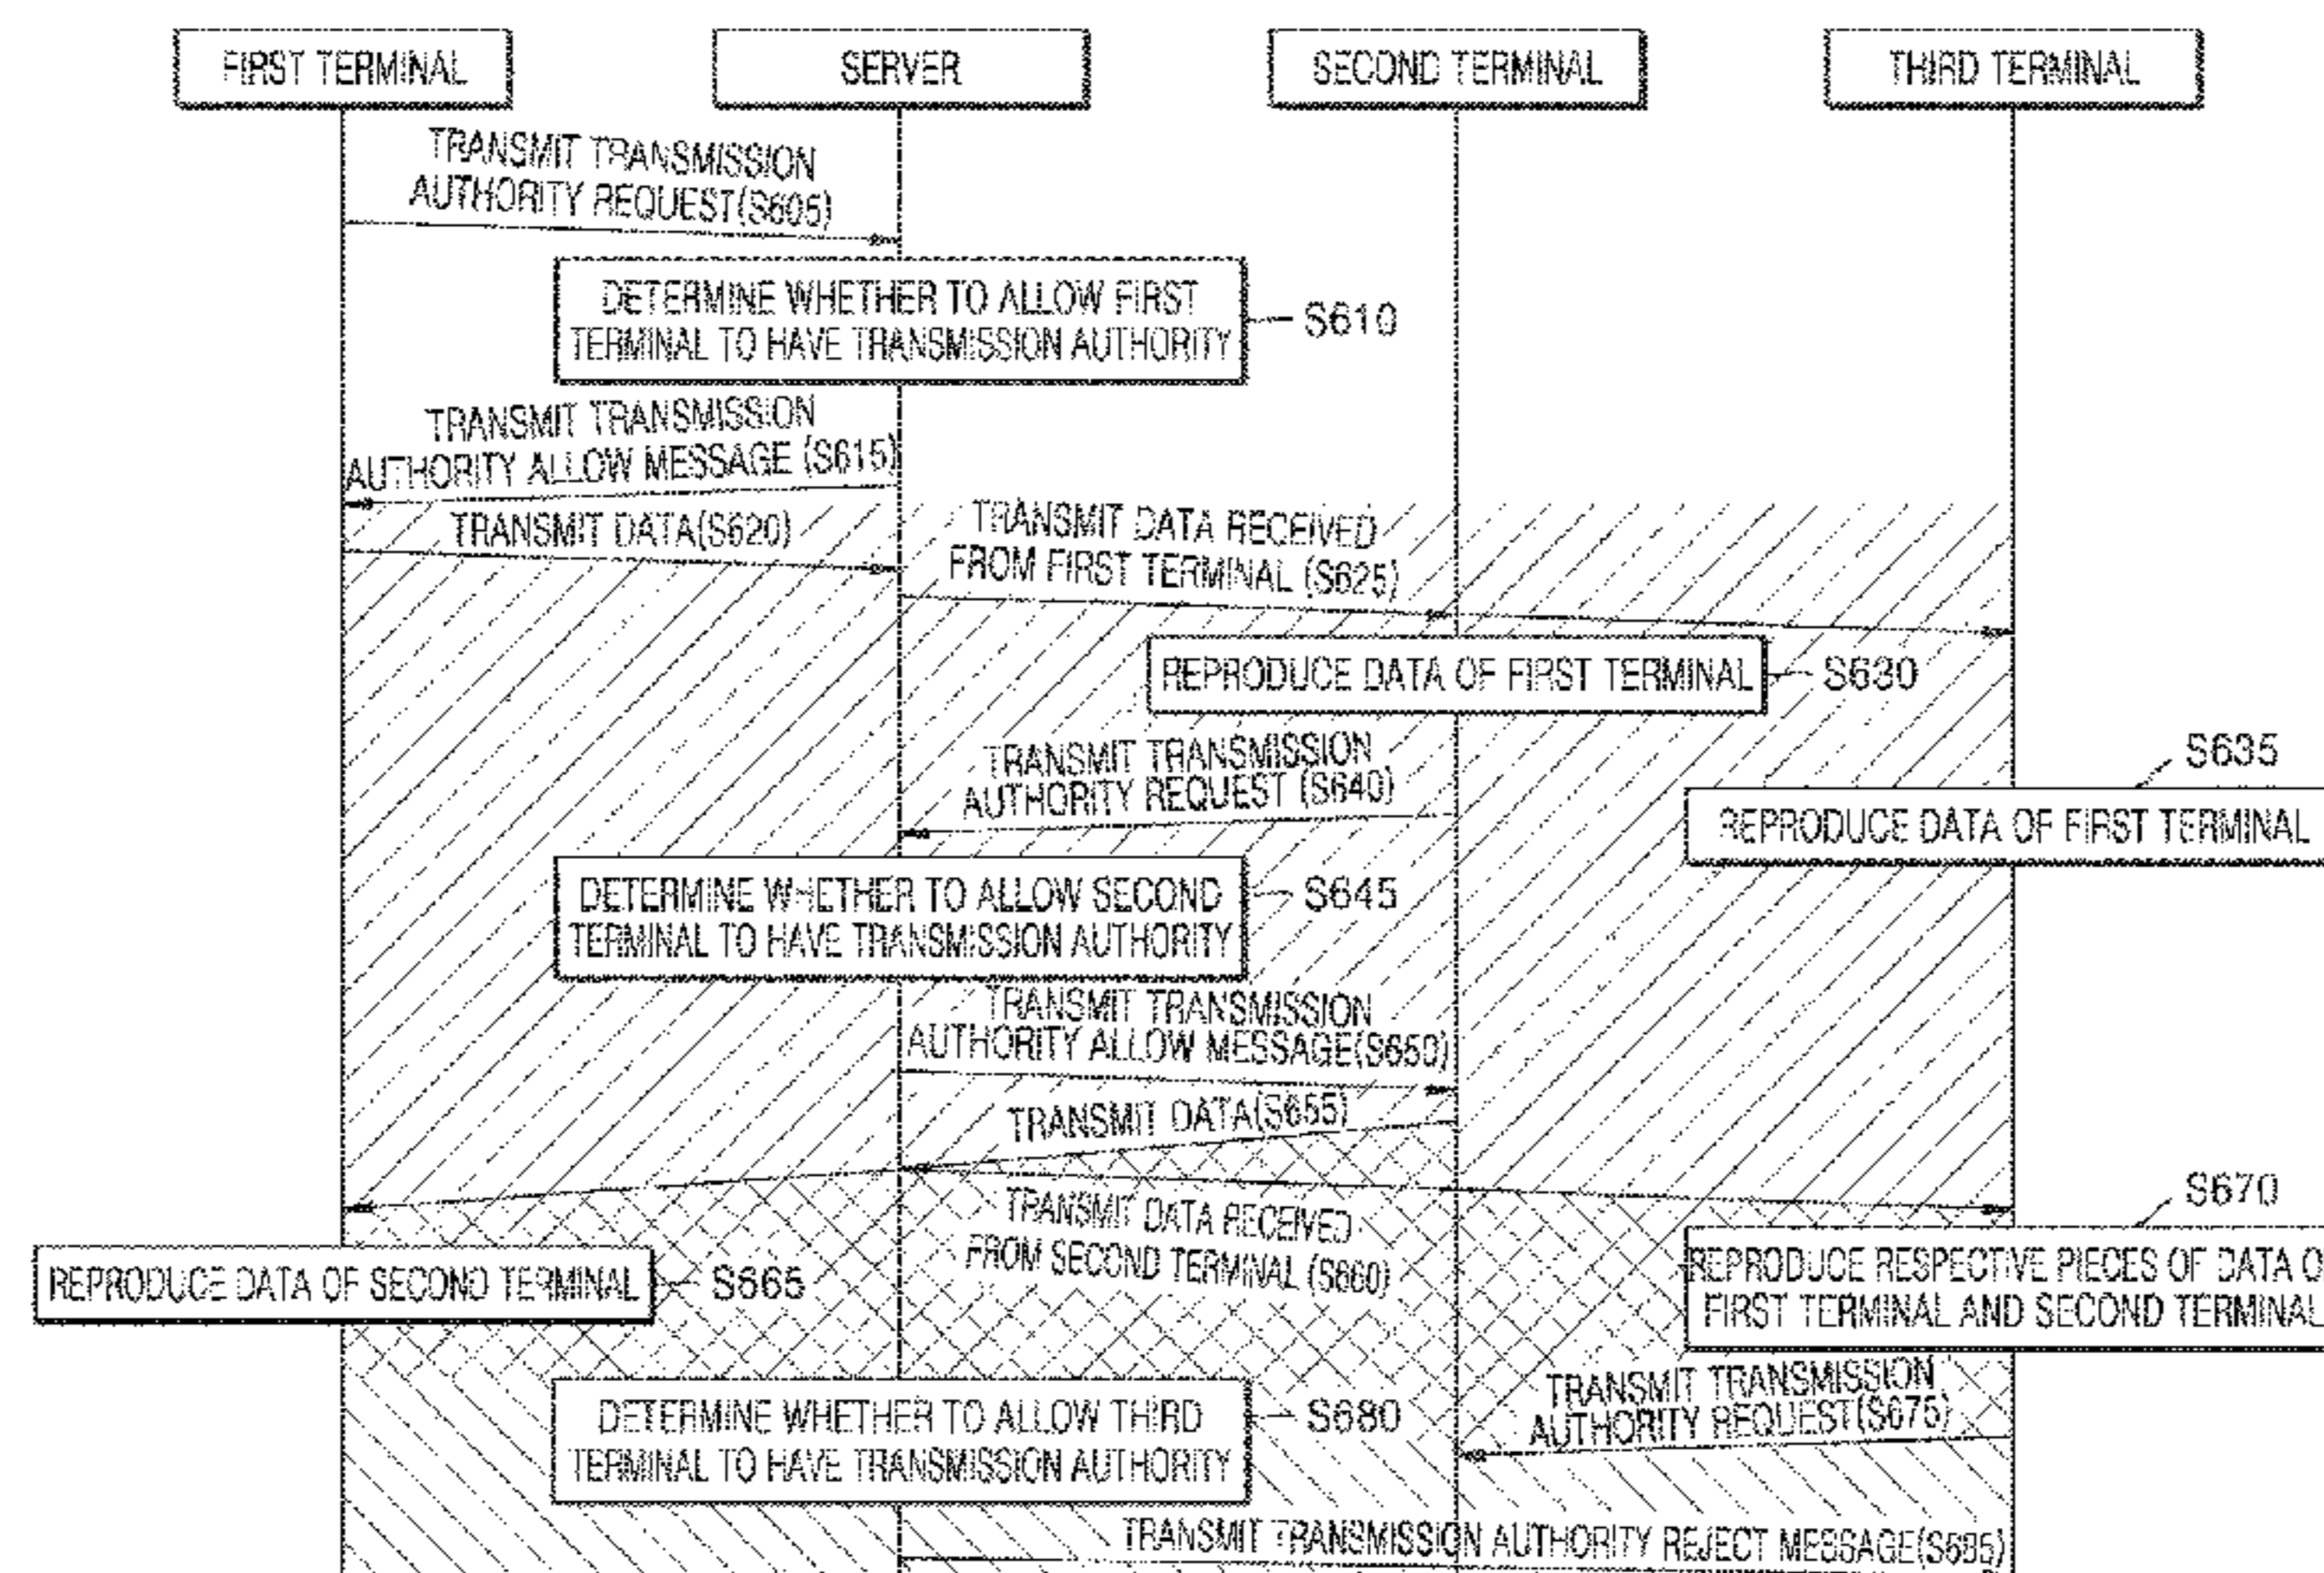 FIRST TERMINAL
SERVER
SECOND TERMINAL
THIRD TERMINAL
TRANSMIT TRANSMISSION
AUTHORITY REQUEST(S605)
DETERMINE WHETHER TO ALLOW FIRST
TERMINAL TO HAVE TRANSMISSION AUTHORITY
S610
TRANSMIT TRANSMISSION
AUTHORITY ALLOW MESSAGE (S615)
TRANSMIT DATA(S620)
TRANSMIT DATA RECEIVED
FROM FIRST TERMINAL (S625)
REPRODUCE DATA OF FIRST TERMINAL
S630
TRANSMIT TRANSMISSION
AUTHORITY REQUEST (S640)
S635
REPRODUCE DATA OF FIRST TERMINAL
DETERMINE WHETHER TO ALLOW SECOND
TERMINAL TO HAVE TRANSMISSION AUTHORITY
S645
TRANSMIT TRANSMISSION
AUTHORITY ALLOW MESSAGE(S650)
TRANSMIT DATA(S655)
TRANSMIT DATA RECEIVED
FROM SECOND TERMINAL (S660)
S670
REPRODUCE DATA OF SECOND TERMINAL
S665
REPRODUCE RESPECTIVE PIECES OF DATA O
FIRST TERMINAL AND SECOND TERMINAL
TRANSMIT TRANSMISSION
AUTHORITY REQUEST(S675)
DETERMINE WHETHER TO ALLOW THIRD
TERMINAL TO HAVE TRANSMISSION AUTHORITY
S680
TRANSMIT TRANSMISSION AUTHORITY REJECT MESSAGE(S685)